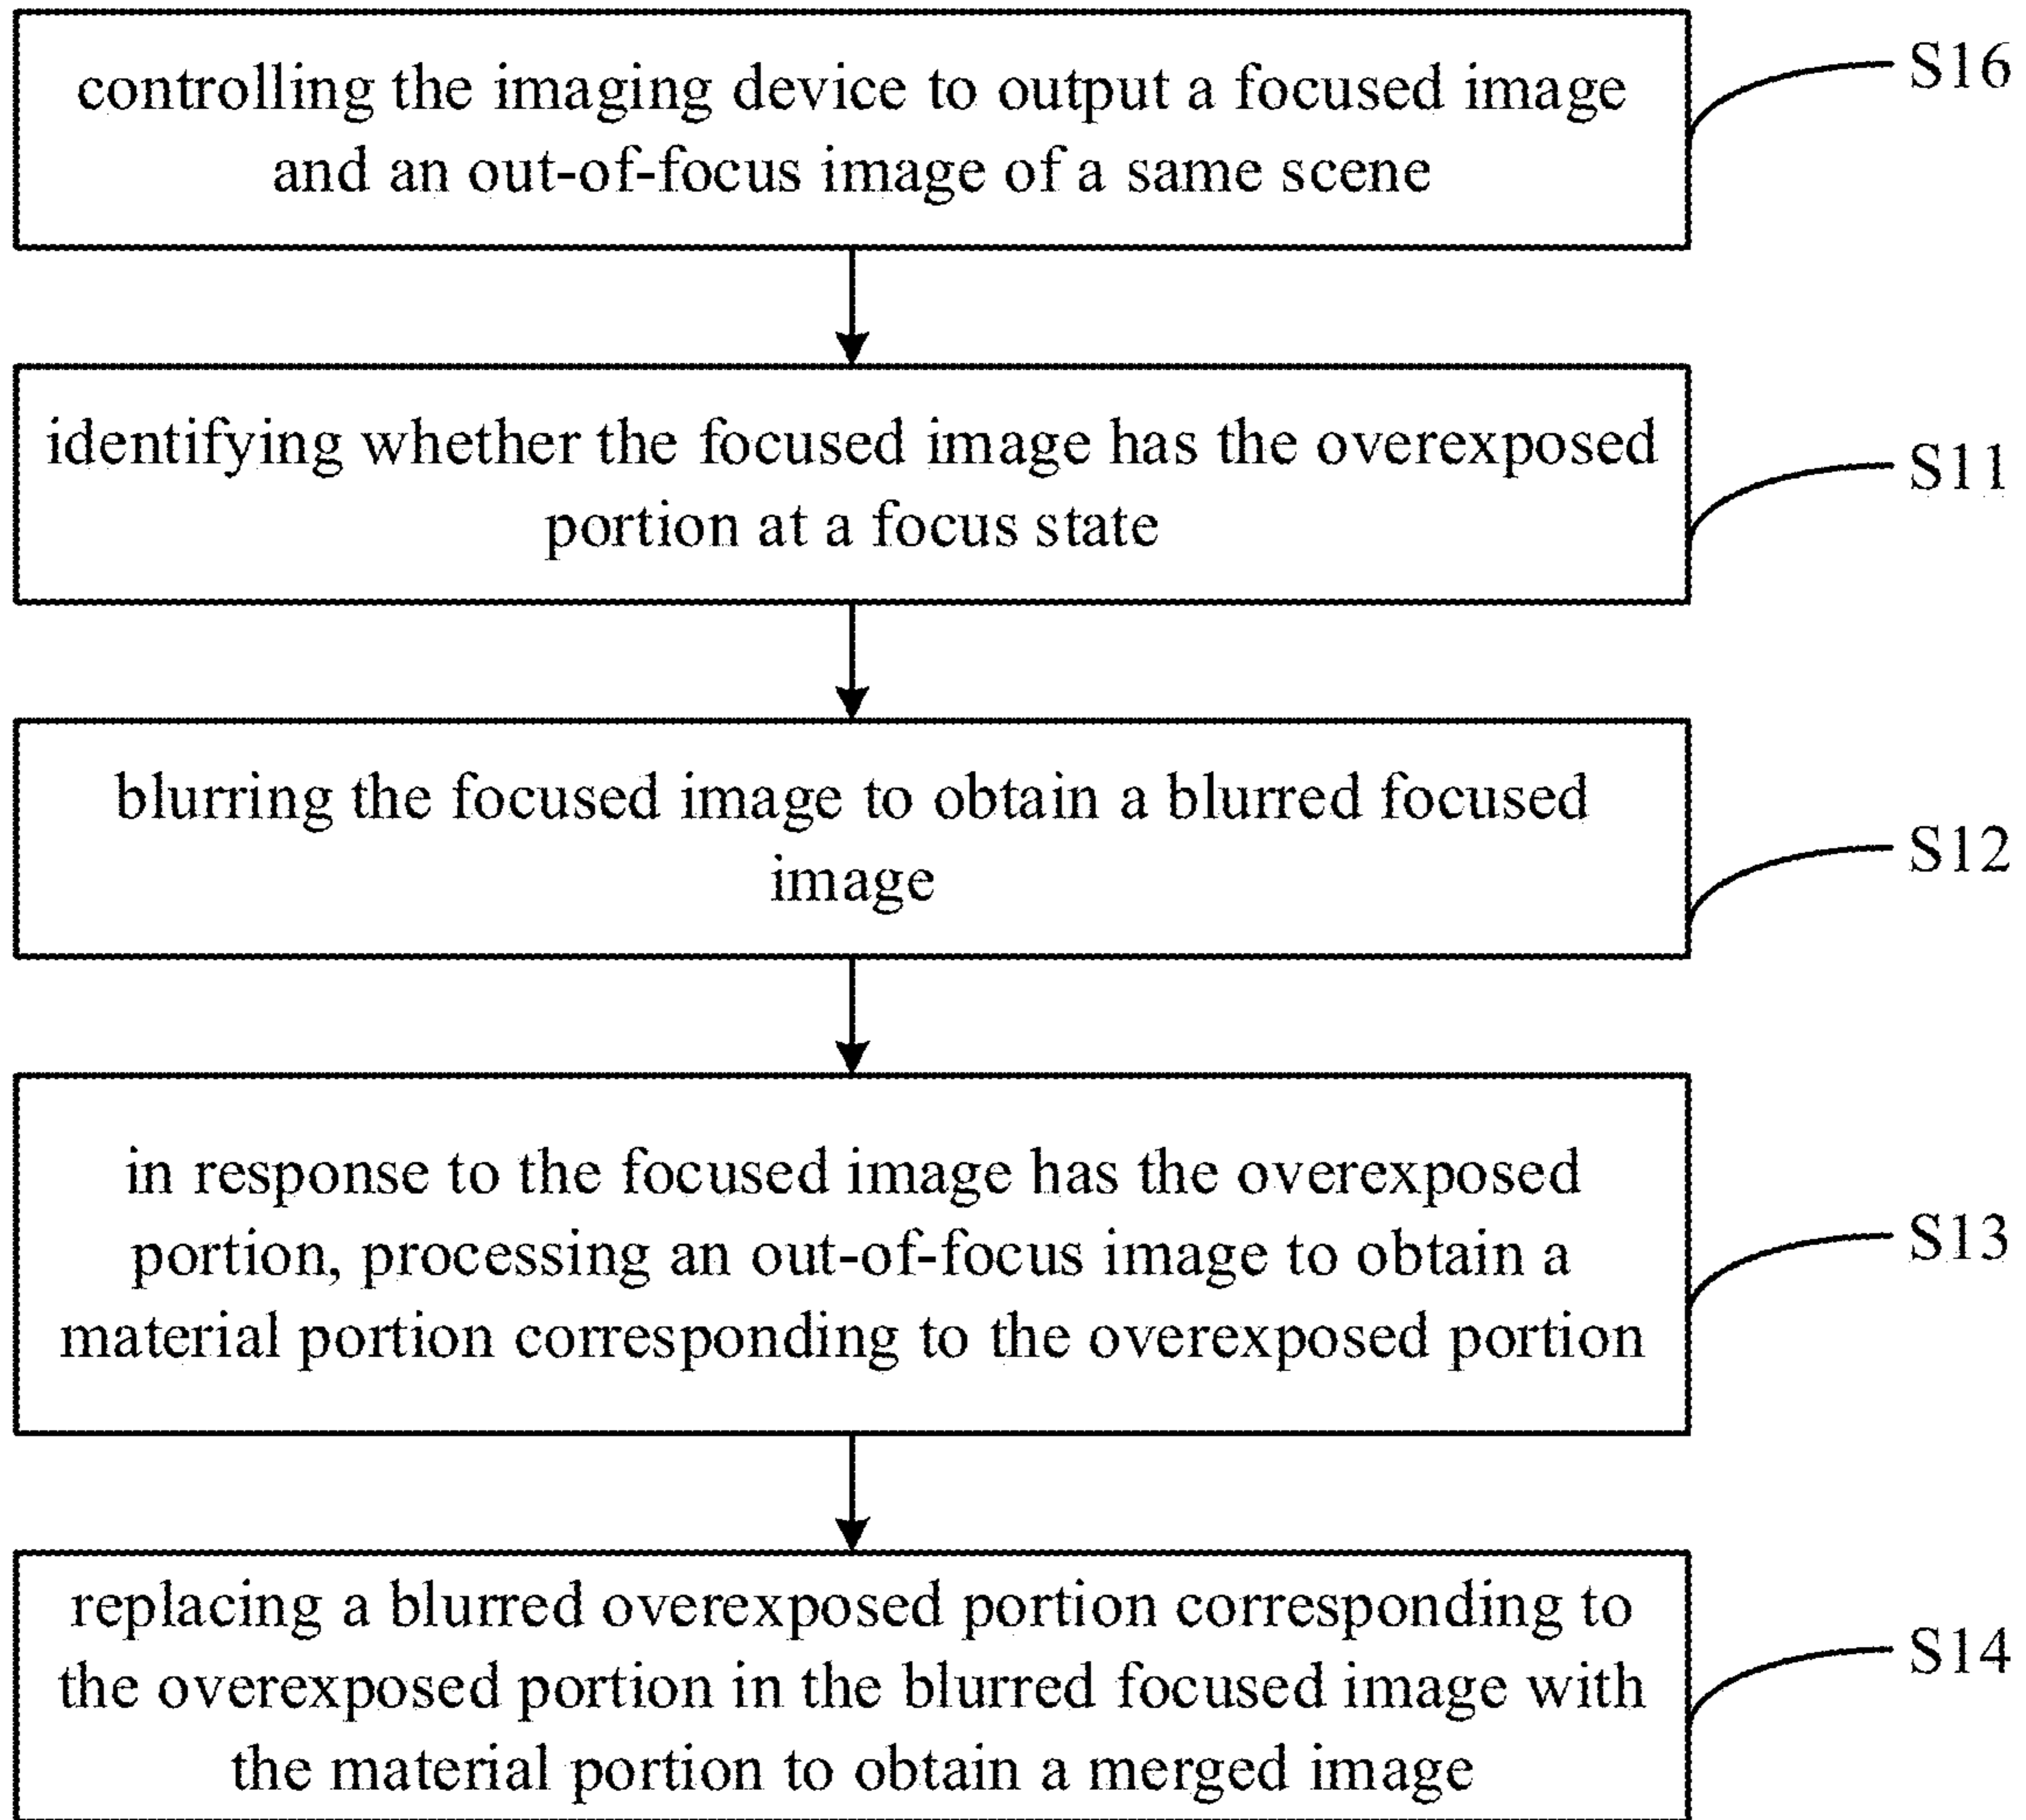 controlling the imaging device to output a focused image
and an out-of-focus image of a same scene
S16
identifying whether the focused image has the overexposed
portion at a focus state
S11
blurring the focused image to obtain a blurred focused
image
S12
in response to the focused image has the overexposed
portion, processing an out-of-focus image to obtain a
material portion corresponding to the overexposed portion
S13
replacing a blurred overexposed portion corresponding to
the overexposed portion in the blurred focused image with
the material portion to obtain a merged image
S14